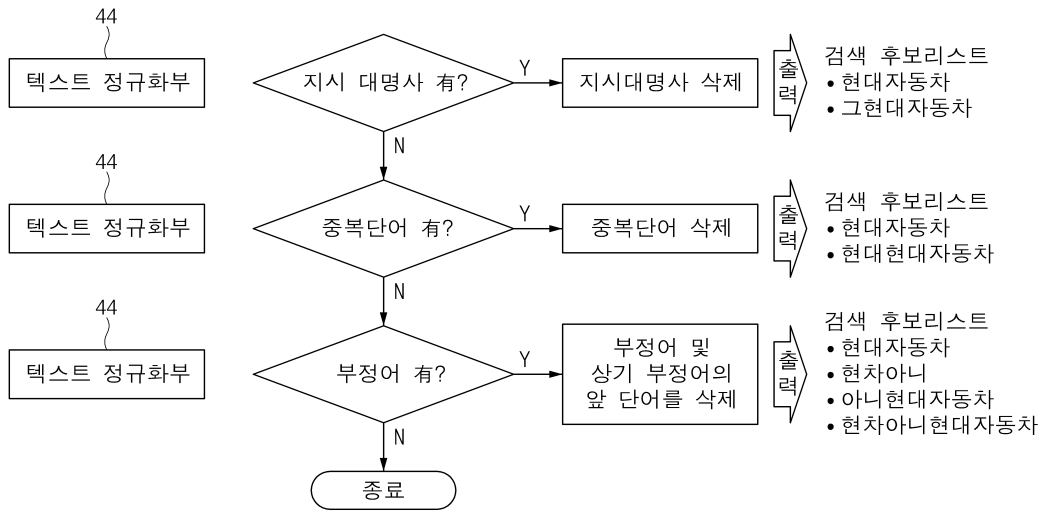 44
텍스트 정규화부
지시 대명사 有?
Y
지시대명사 삭제
출력
검색 후보리스트
• 현대자동차
• 그현대자동차
N
44
텍스트 정규화부
중복단어 有?
Y
중복단어 삭제
출력
검색 후보리스트
• 현대자동차
• 현대현대자동차
N
44
텍스트 정규화부
부정어 有?
Y
부정어 및
상기 부정어의
앞 단어를 삭제
출력
검색 후보리스트
• 현대자동차
• 현차아니
• 아니현대자동차
• 현차아니현대자동차
N
종료